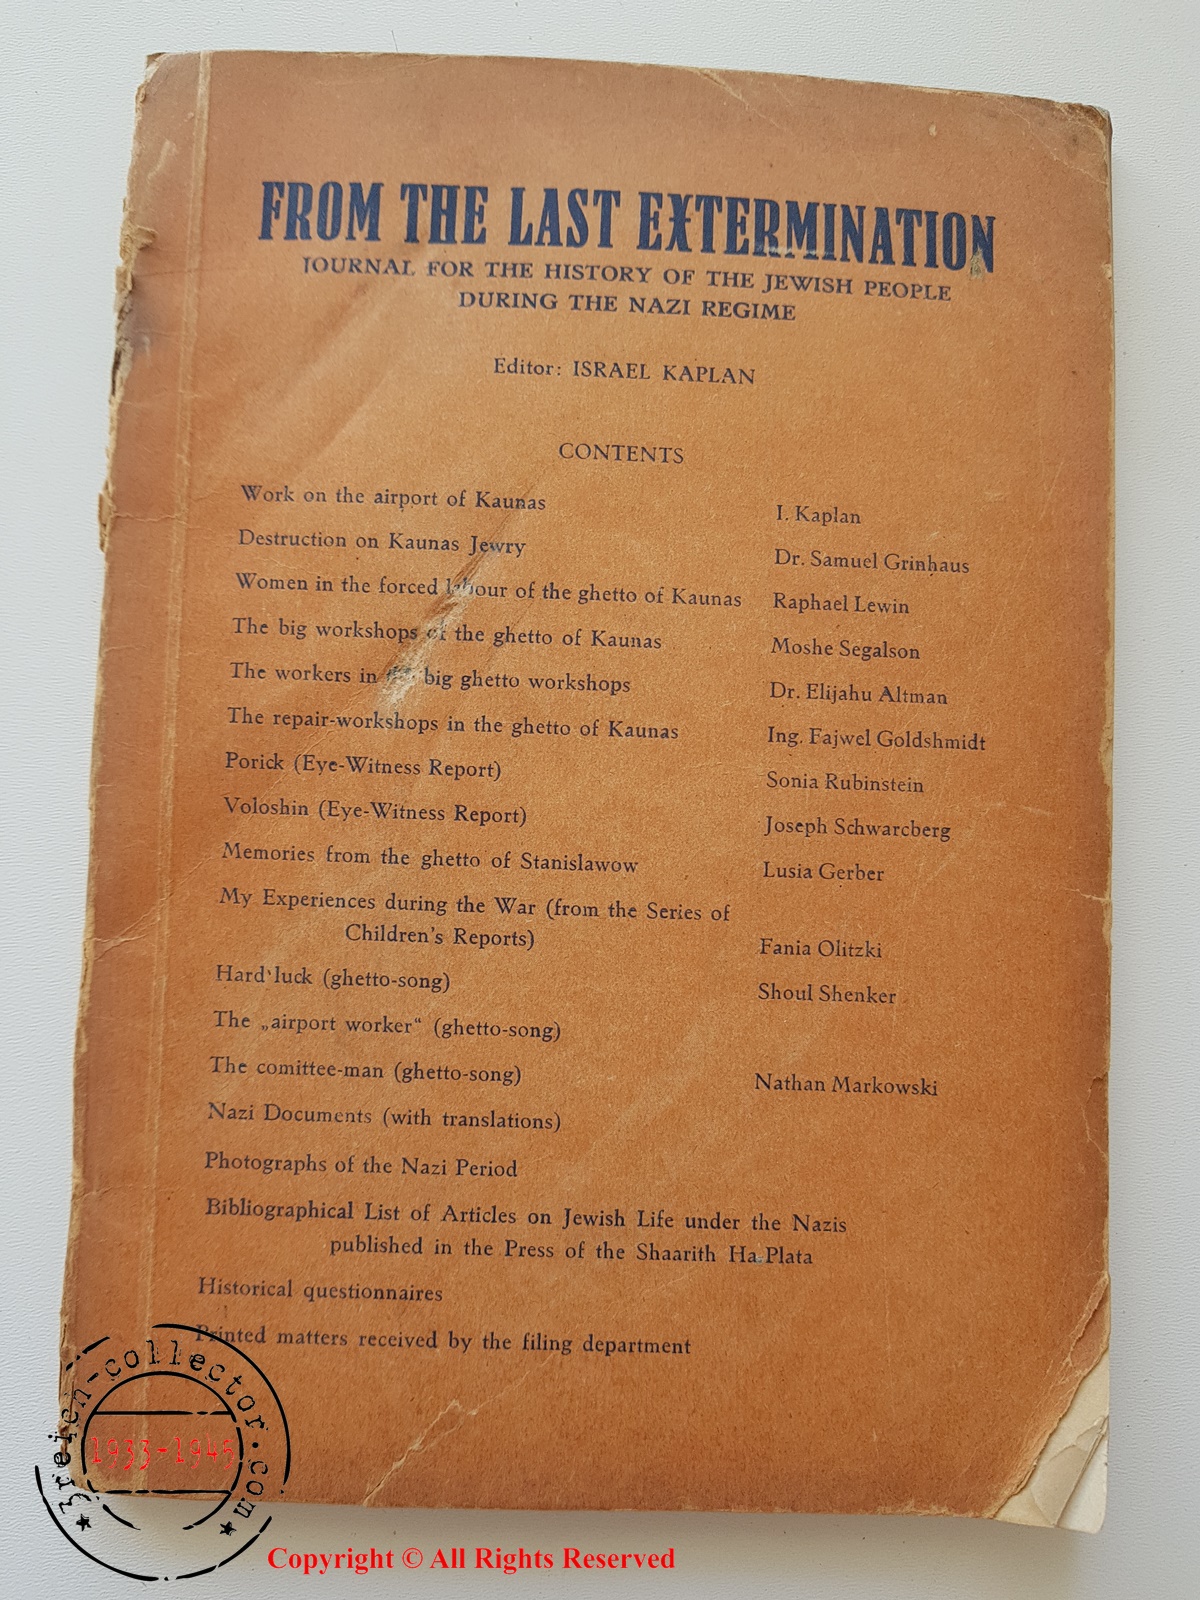 FROM THE LAST EXTERMINATION
JOURNAL FOR THE HISTORY OF THE JEWISH PEOPLE
DURING THE NAZI REGIME
Editor: ISRAEL KAPLAN
CONTENTS
Work on the airport of Kaunas I. Kaplan
Destruction on Kaunas Jewry Dr. Samuel Grinhaus
Women in the forced labour of the ghetto of Kaunas Raphael Lewin
The big workshops of the ghetto of Kaunas Moshe Segalson
The workers in the big ghetto workshops Dr. Elijahu Altman
The repair-workshops in the ghetto of Kaunas Ing. Fajwel Goldshmidt
Porick (Eye-Witness Report) Sonia Rubinstein
Voloshin (Eye-Witness Report) Joseph Schwarcberg
Memories from the ghetto of Stanislawow Lusia Gerber
My Experiences during the War (from the Series of
Children's Reports) Fania Olitzki
Hard luck (ghetto-song) Shoul Shenker
The „airport worker“ (ghetto-song)
The comittee-man (ghetto-song) Nathan Markowski
Nazi Documents (with translations)
Photographs of the Nazi Period
Bibliographical List of Articles on Jewish Life under the Nazis
published in the Press of the Shaarith Ha Plata
Historical questionnaires
Printed matters received by the filing department
3reich-collector.com
1933-1945
Copyright © All Rights Reserved